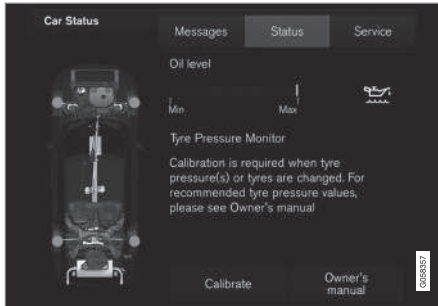 Car Status
Messages
Status
Service
Oil level
Min
Max
Tyre Pressure Monitor
Calibration is required when tyre
pressure(s) or tyres are changed. For
recommended tyre pressure values,
please see Owner's manual
Calibrate
Owner's
manual
G058357